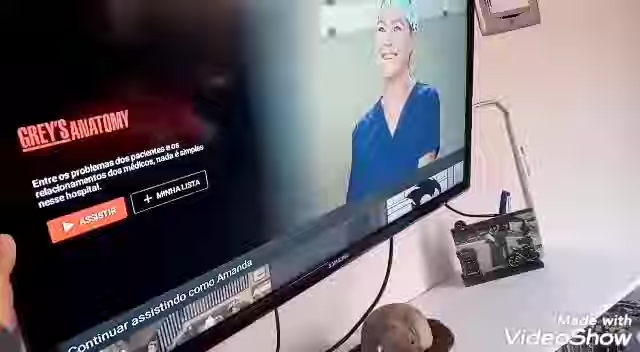 GREY'S ANATOMY
Entre os problemas dos pacientes e os
relacionamentos dos médicos, nada é simples
nesse hospital.
ASSISTIR
+ MINHA LISTA
Continuar assistindo como Amanda
SAMSUNG
Made with
VideoShow